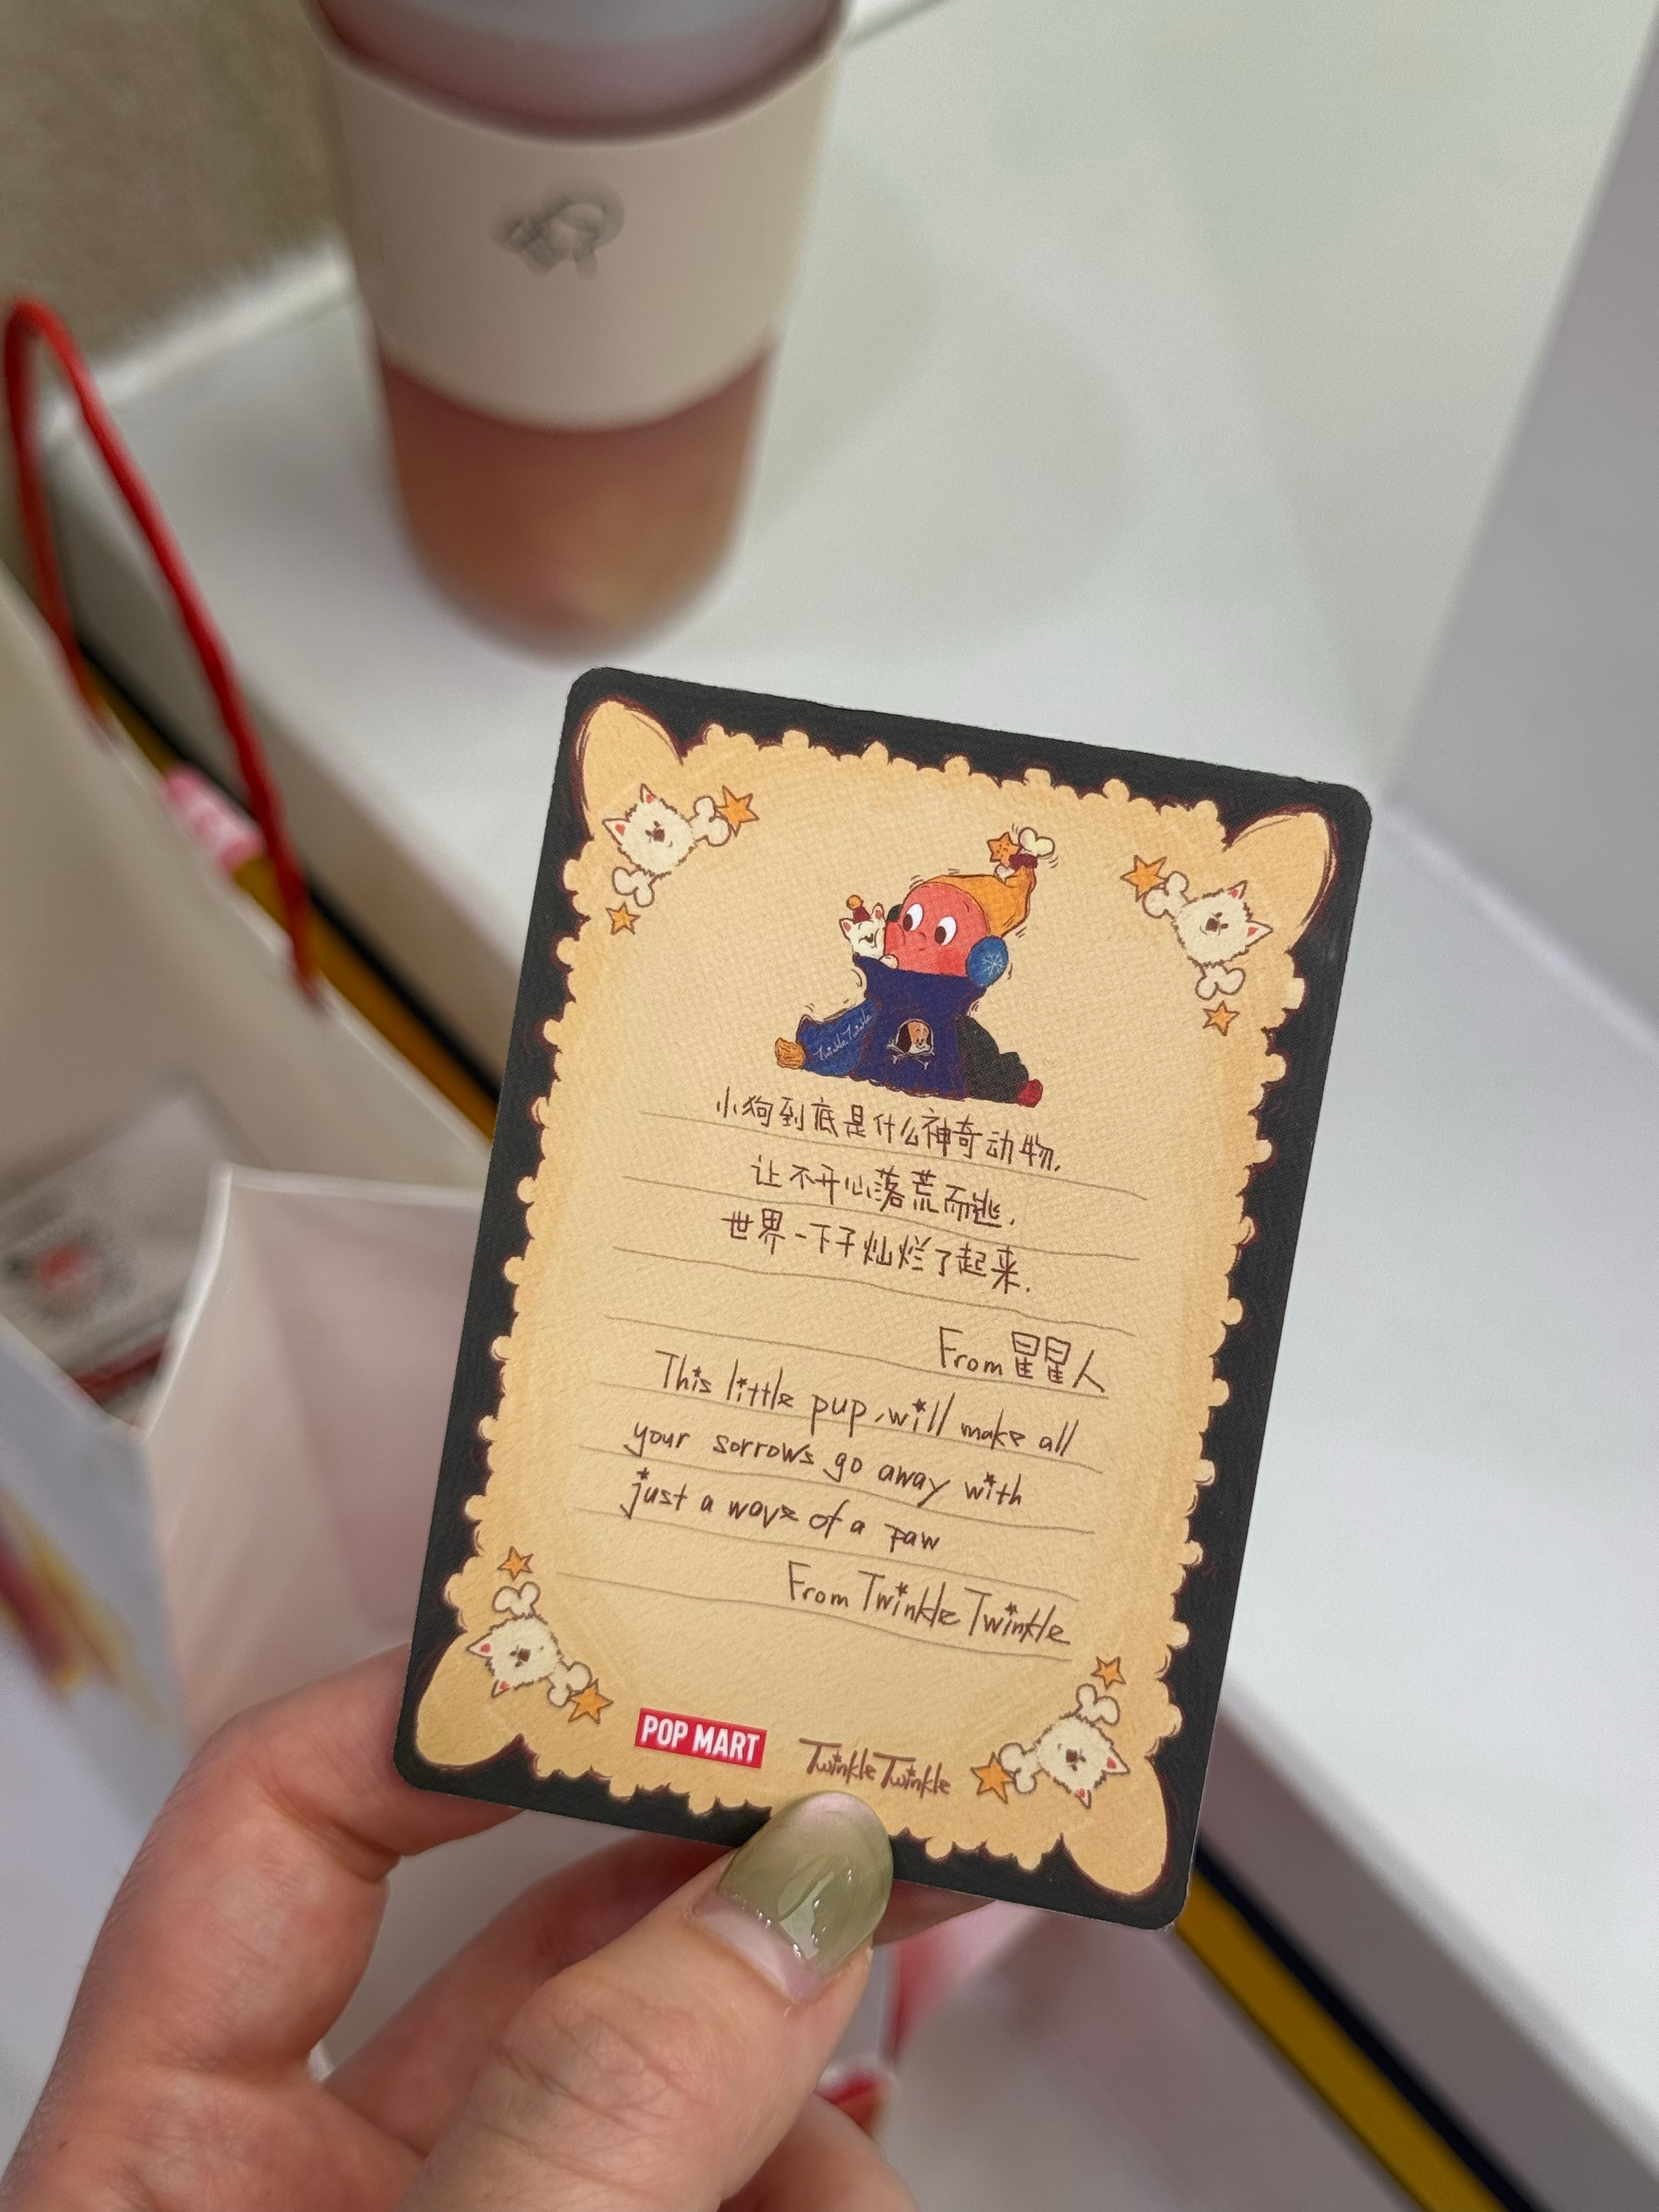 Twinkle Twinkle
小狗到底是什么神奇动物,
让不开心落荒而逃,
世界一下子灿烂了起来.
From 星星人
This little pup, will make all
your sorrows go away with
just a wave of a paw
From Twinkle Twinkle
POP MART
Twinkle Twinkle